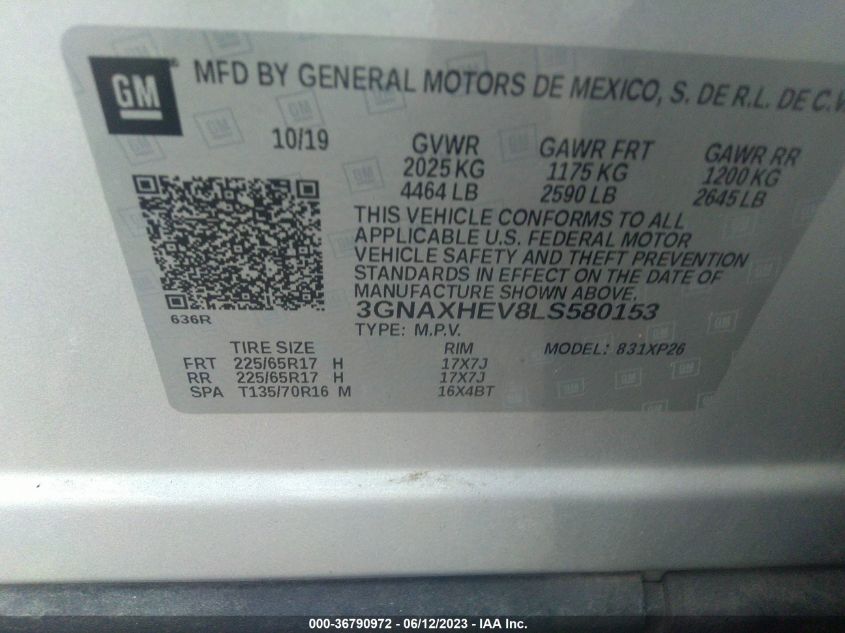 GM
MFD BY GENERAL MOTORS DE MEXICO, S. DE R.L. DE C.V
10/19
GVWR
2025 KG
4464 LB
GAWR FRT
1175 KG
2590 LB
GAWR RR
1200 KG
2645 LB
THIS VEHICLE CONFORMS TO ALL
APPLICABLE U.S. FEDERAL MOTOR
VEHICLE SAFETY AND THEFT PREVENTION
STANDARDS IN EFFECT ON THE DATE OF
MANUFACTURE SHOWN ABOVE.
3GNAXHEV8LS580153
TYPE: M.P.V.
636R
TIRE SIZE RIM MODEL: 831XP26
FRT 225/65R17 H 17X7J
RR 225/65R17 H 17X7J
SPA T135/70R16 M 16X4BT
000-36790972 - 06/12/2023 - IAA Inc.